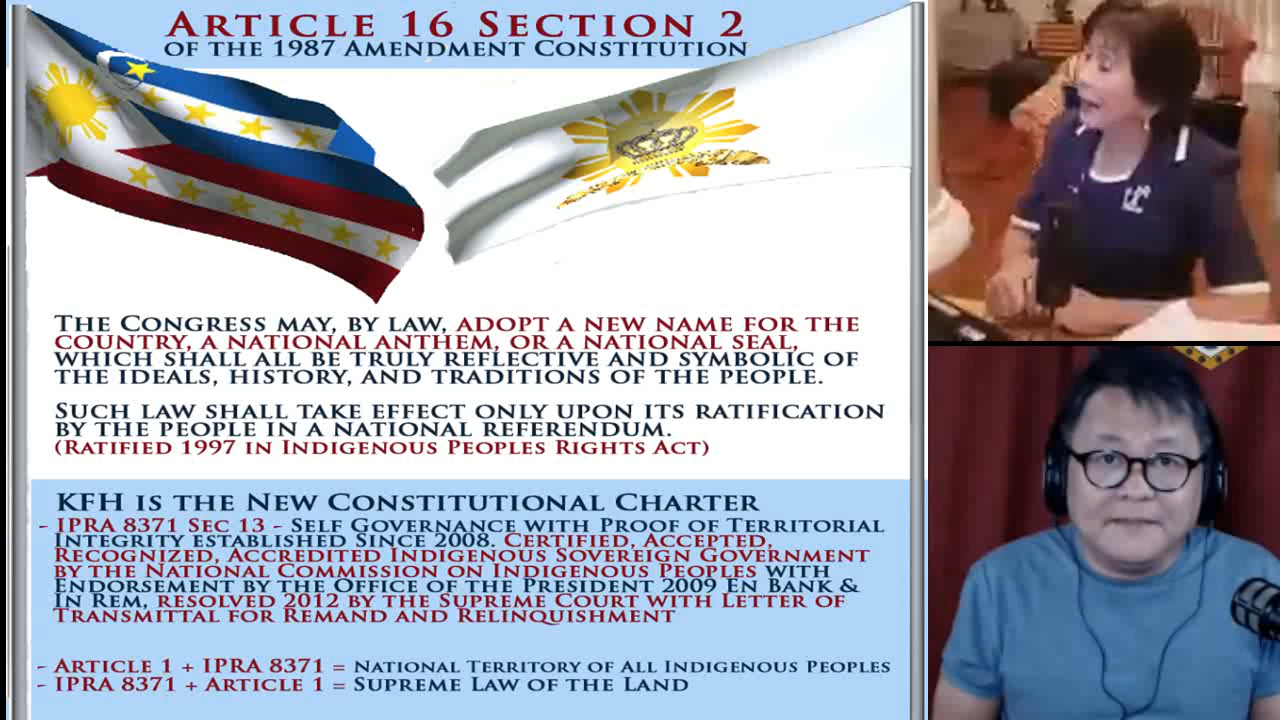 ARTICLE 16 SECTION 2
OF THE 1987 AMENDMENT CONSTITUTION
THE CONGRESS MAY, BY LAW, ADOPT A NEW NAME FOR THE
COUNTRY, A NATIONAL ANTHEM, OR A NATIONAL SEAL,
WHICH SHALL ALL BE TRULY REFLECTIVE AND SYMBOLIC OF
THE IDEALS, HISTORY, AND TRADITIONS OF THE PEOPLE.
SUCH LAW SHALL TAKE EFFECT ONLY UPON ITS RATIFICATION
BY THE PEOPLE IN A NATIONAL REFERENDUM.
(RATIFIED 1997 IN INDIGENOUS PEOPLES RIGHTS ACT)
KFH IS THE NEW CONSTITUTIONAL CHARTER
- IPRA 8371 SEC 13 - SELF GOVERNANCE WITH PROOF OF TERRITORIAL
INTEGRITY ESTABLISHED SINCE 2008. CERTIFIED, ACCEPTED,
RECOGNIZED, ACCREDITED INDIGENOUS SOVEREIGN GOVERNMENT
BY THE NATIONAL COMMISSION ON INDIGENOUS PEOPLES WITH
ENDORSEMENT BY THE OFFICE OF THE PRESIDENT 2009 EN BANK &
IN REM, RESOLVED 2012 BY THE SUPREME COURT WITH LETTER OF
TRANSMITTAL FOR REMAND AND RELINQUISHMENT
- ARTICLE 1 + IPRA 8371 = NATIONAL TERRITORY OF ALL INDIGENOUS PEOPLES
- IPRA 8371 + ARTICLE 1 = SUPREME LAW OF THE LAND